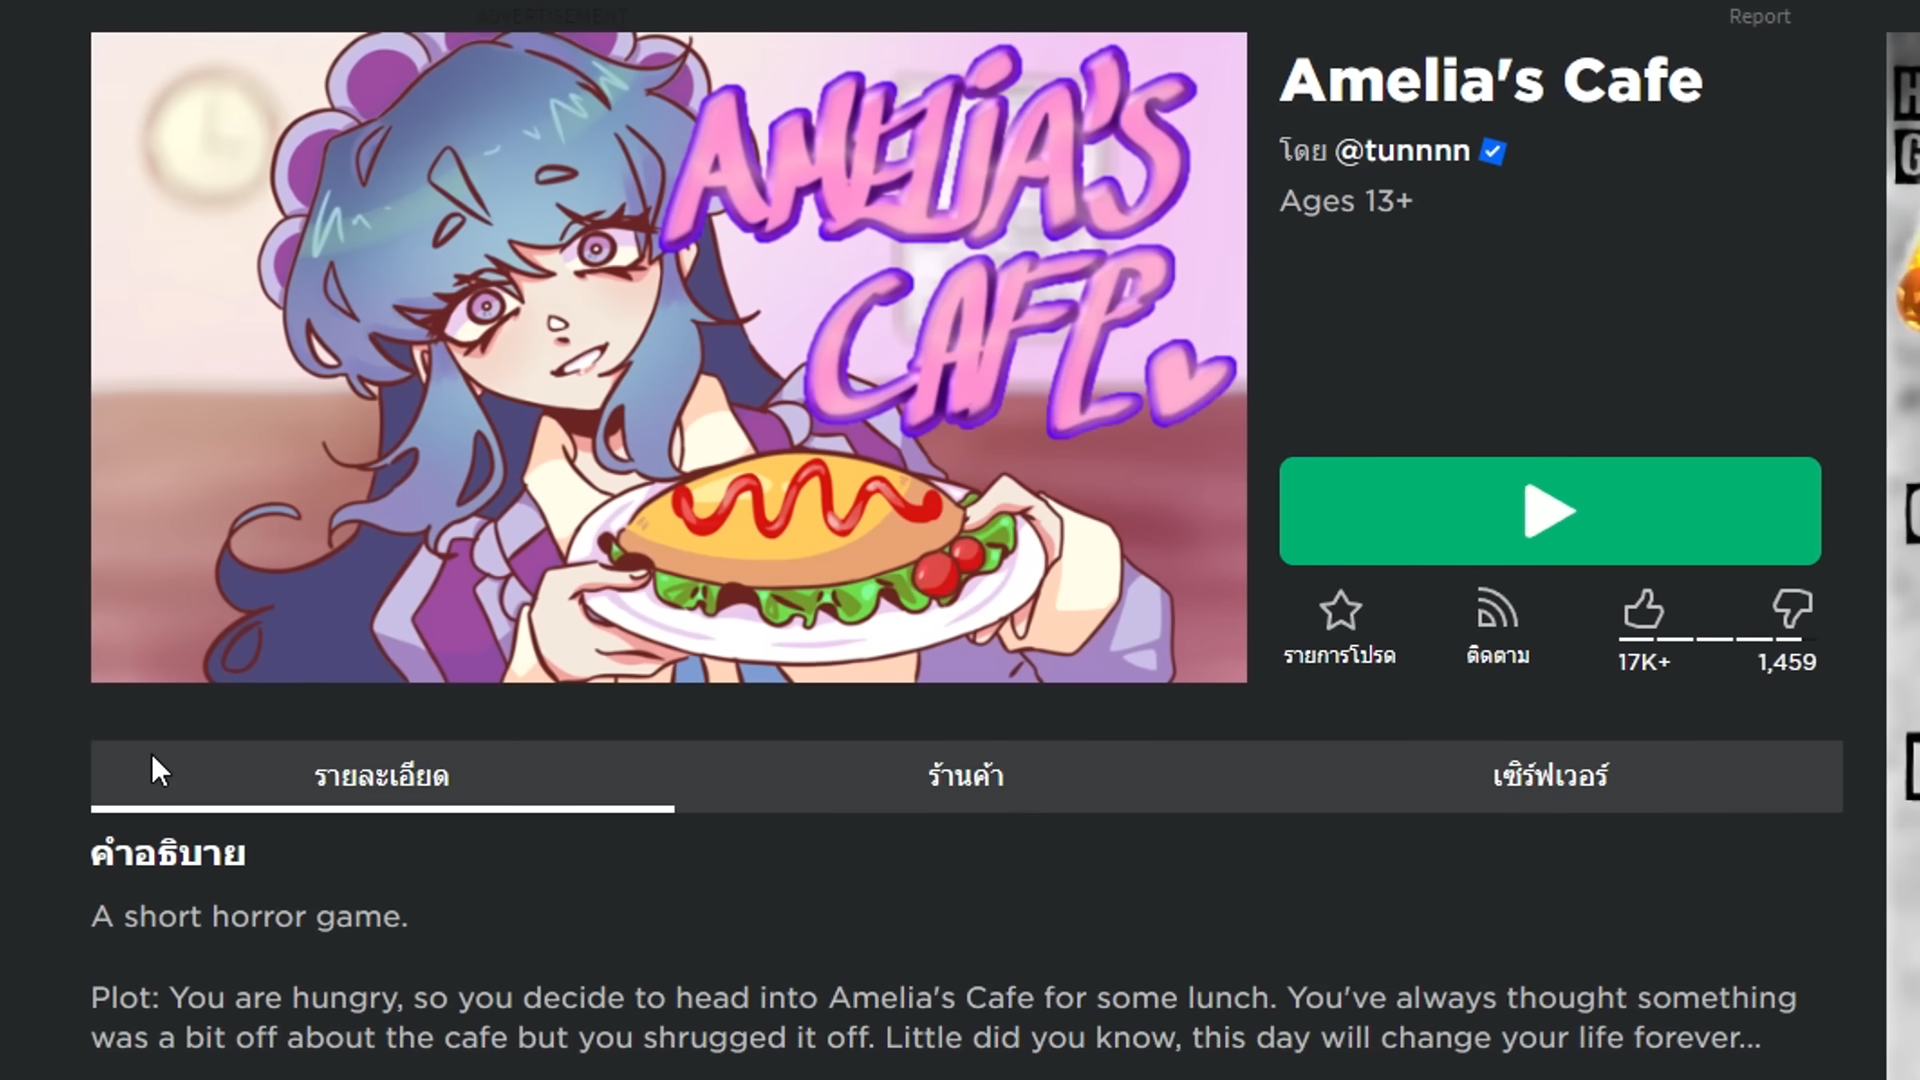 ADVERTISEMENT
Report
AMELIA'S
CAFE
Amelia's Cafe
โดย @tunnnn
Ages 13+
รายการโปรด
ติดตาม
17K+
1,459
รายละเอียด
ร้านค้า
เซิร์ฟเวอร์
คำอธิบาย
A short horror game.
Plot: You are hungry, so you decide to head into Amelia's Cafe for some lunch. You've always thought something
was a bit off about the cafe but you shrugged it off. Little did you know, this day will change your life forever...